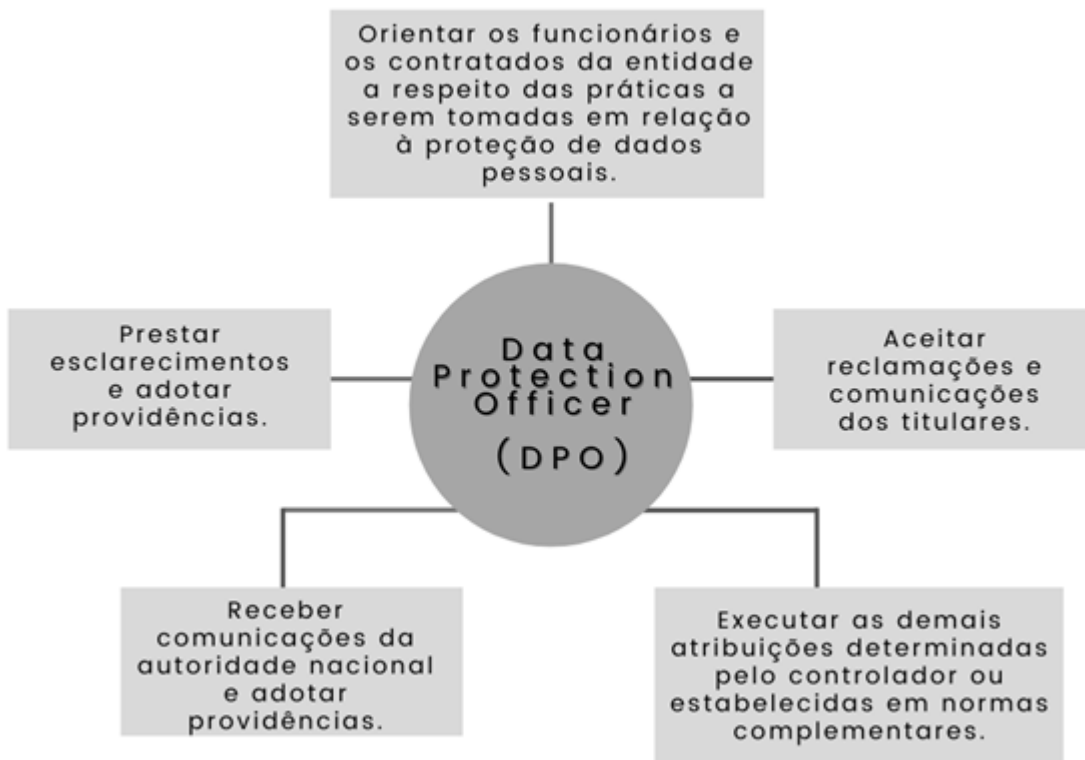 Orientar os funcionários e
os contratados da entidade
a respeito das práticas a
serem tomadas em relação
à proteção de dados
pessoais.
Prestar
esclarecimentos
e adotar
providências.
Data
Protection
Officer
(DPO)
Aceitar
reclamações e
comunicações
dos titulares.
Receber
comunicações da
autoridade nacional
e adotar
providências.
Executar as demais
atribuições determinadas
pelo controlador ou
estabelecidas em normas
complementares.